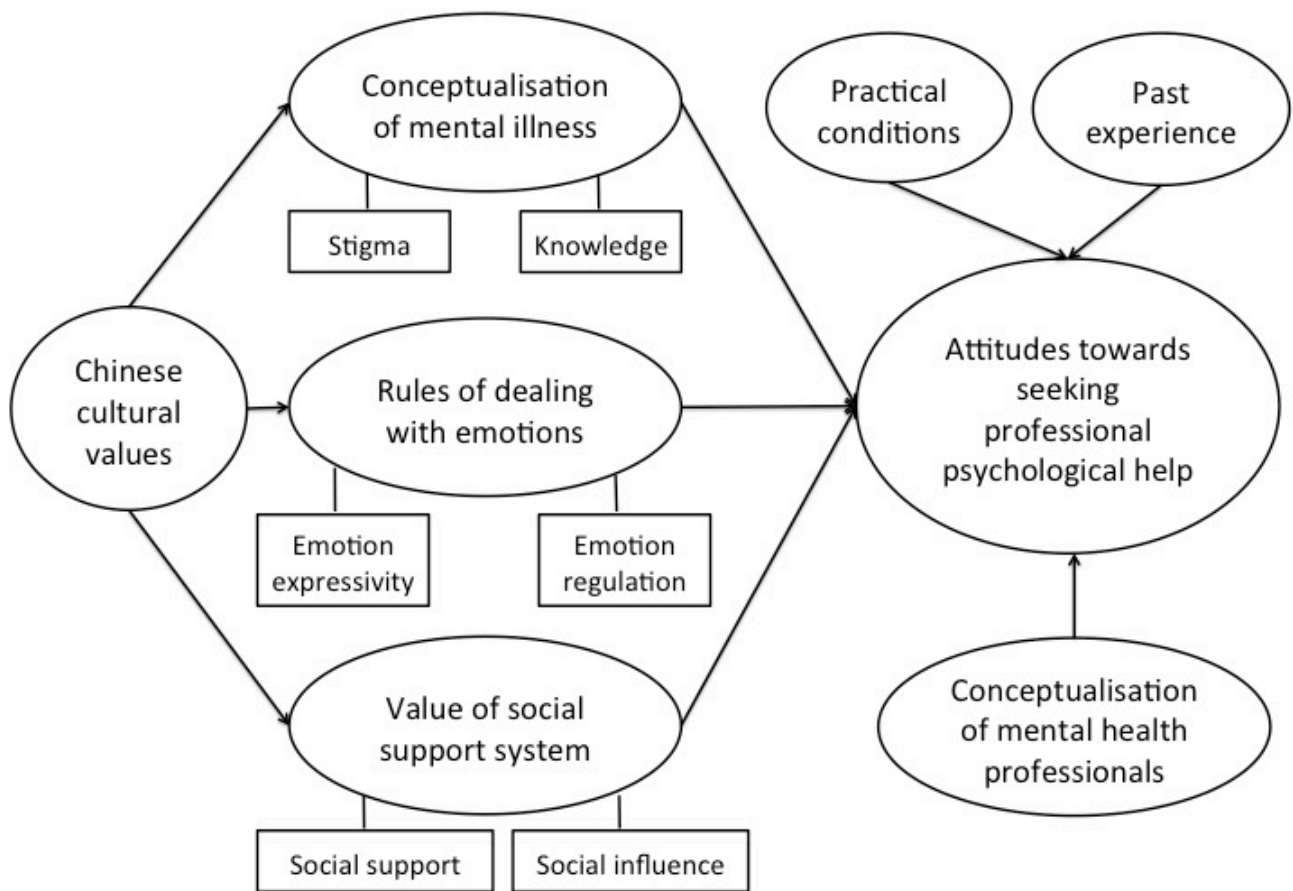 Conceptualisation
of mental illness
Stigma
Knowledge
Practical
conditions
Past
experience
Chinese
cultural
values
Rules of dealing
with emotions
Emotion
expressivity
Emotion
regulation
Attitudes towards
seeking
professional
psychological help
Value of social
support system
Social support
Social influence
Conceptualisation
of mental health
professionals